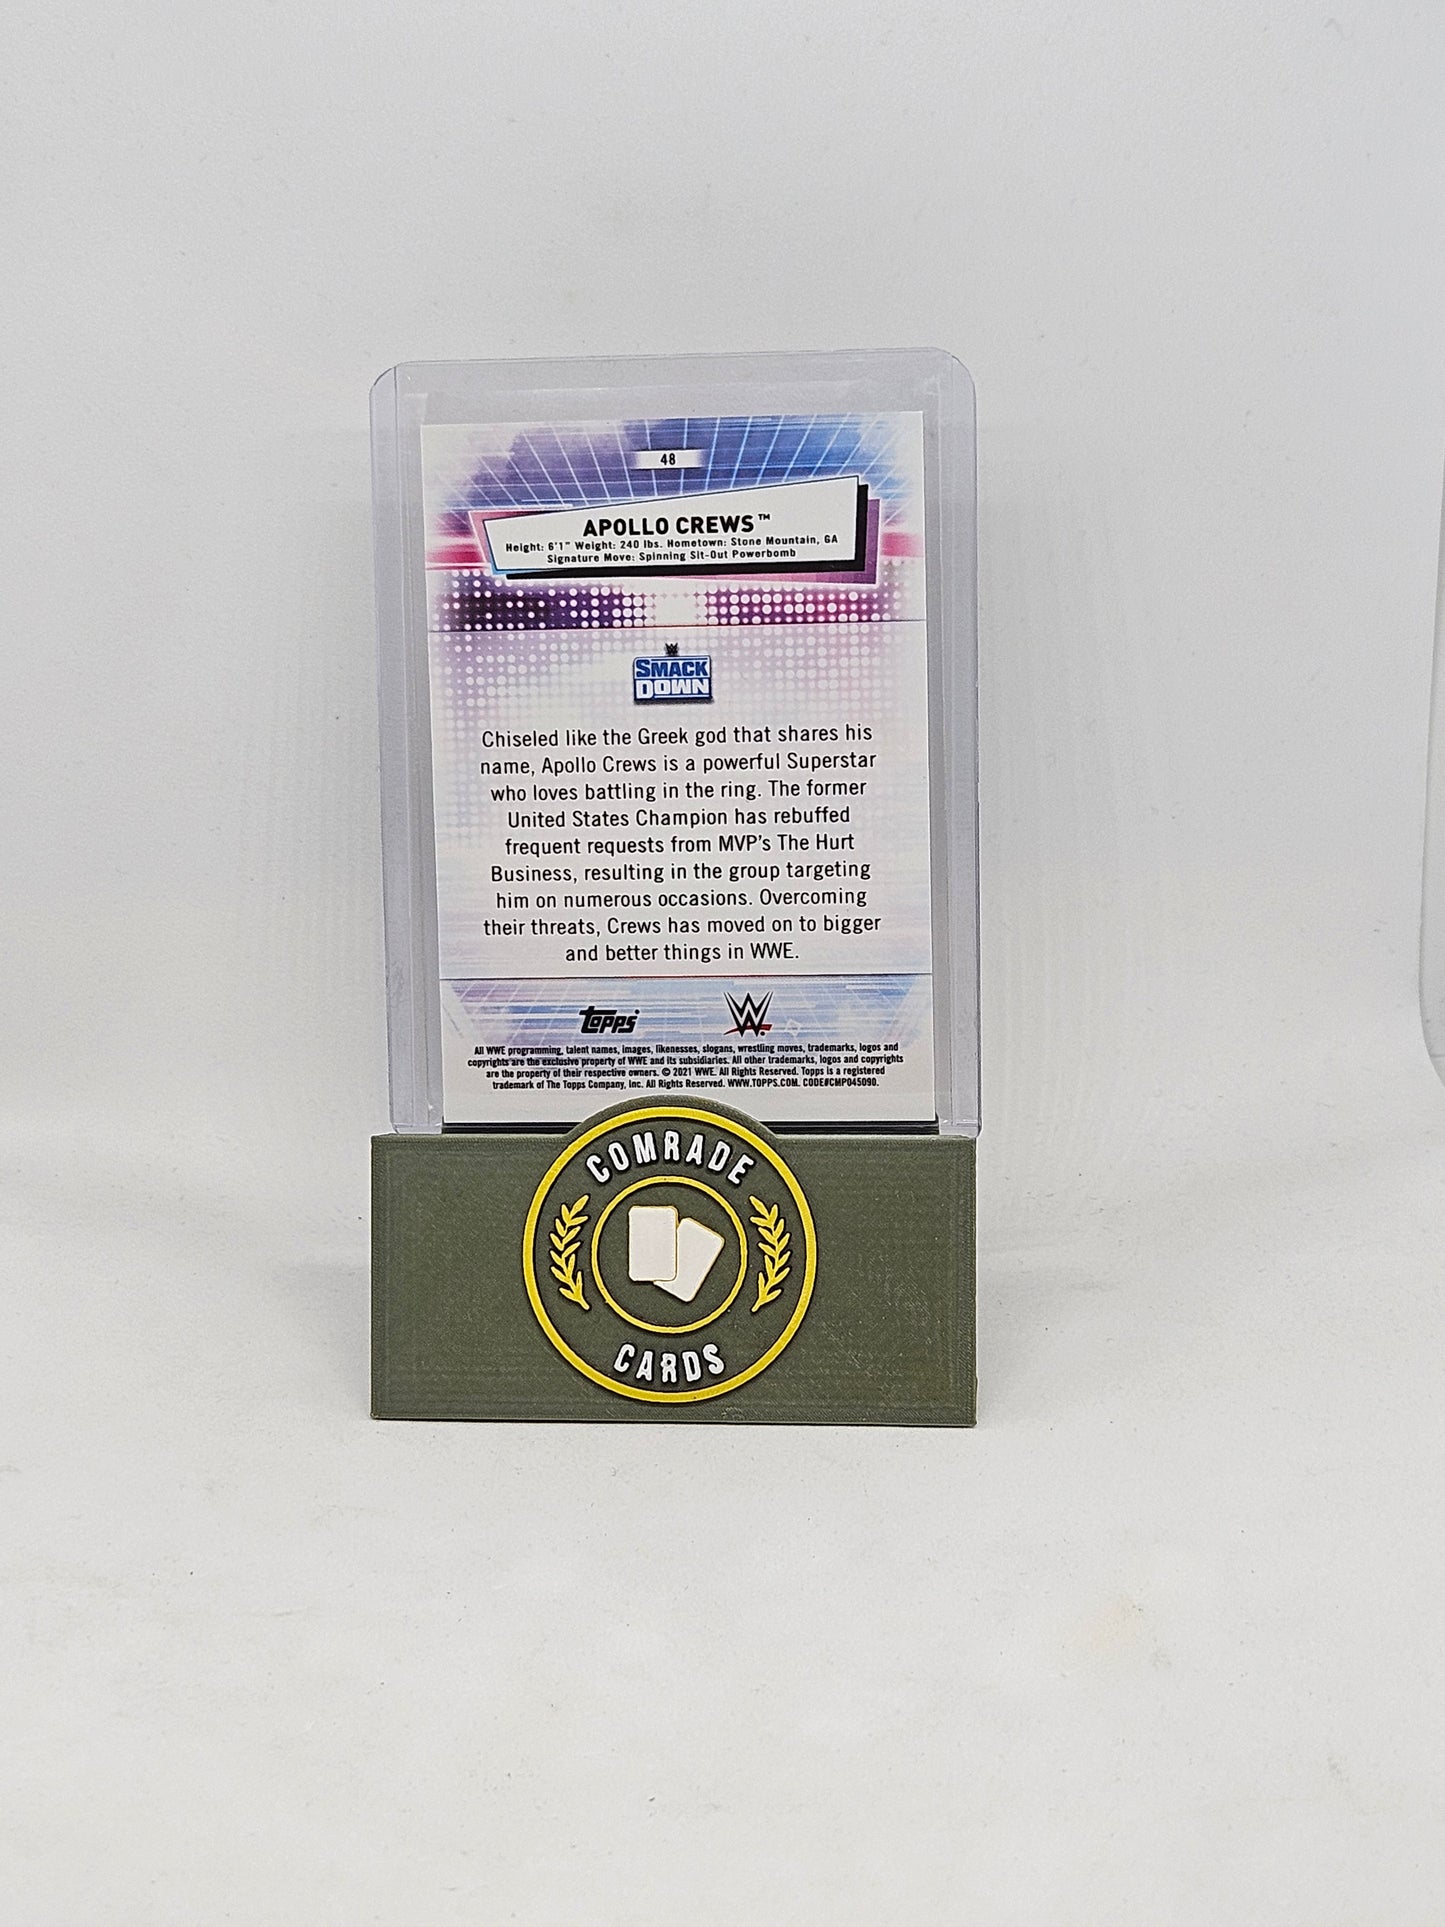 48
APOLLO CREWS™
Height: 6'1" Weight: 240 lbs. Hometown: Stone Mountain, GA
Signature Move: Spinning Sit-Out Powerbomb
W
SMACK
DOWN
Chiseled like the Greek god that shares his
name, Apollo Crews is a powerful Superstar
who loves battling in the ring. The former
United States Champion has rebuffed
frequent requests from MVP's The Hurt
Business, resulting in the group targeting
him on numerous occasions. Overcoming
their threats, Crews has moved on to bigger
and better things in WWE.
topps W
All WWE programming, talent names, images, likenesses, slogans, wrestling moves, trademarks, logos and
copyrights are the exclusive property of WWE and its subsidiaries. All other trademarks, logos and copyrights
are the property of their respective owners. © 2021 WWE. All Rights Reserved. Topps is a registered
trademark of The Topps Company, Inc. All Rights Reserved. WWW.TOPPS.COM. CODE#CMP045090.
COMRADE
CARDS